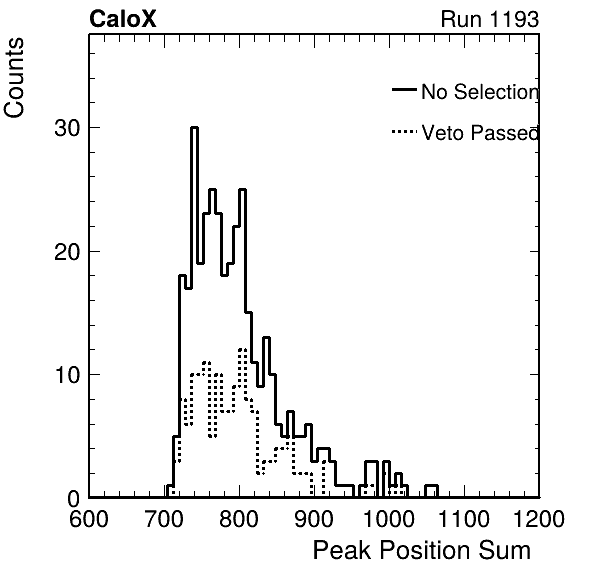 CaloX Run 1193
Counts
No Selection
Veto Passed
30
20
10
0
600 700 800 900 1000 1100 1200
Peak Position Sum